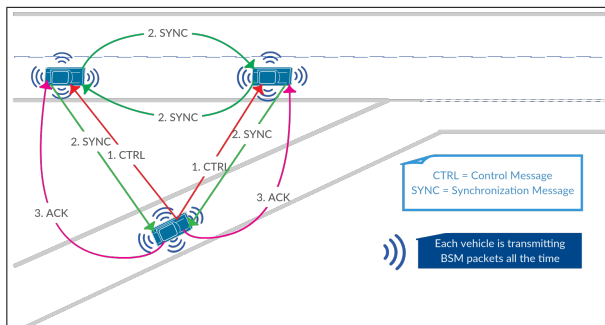 2. SYNC
2. SYNC
2. SYNC
2. SYNC
1. CTRL
1. CTRL
3. ACK
3. ACK
CTRL = Control Message
SYNC = Synchronization Message
Each vehicle is transmitting
BSM packets all the time